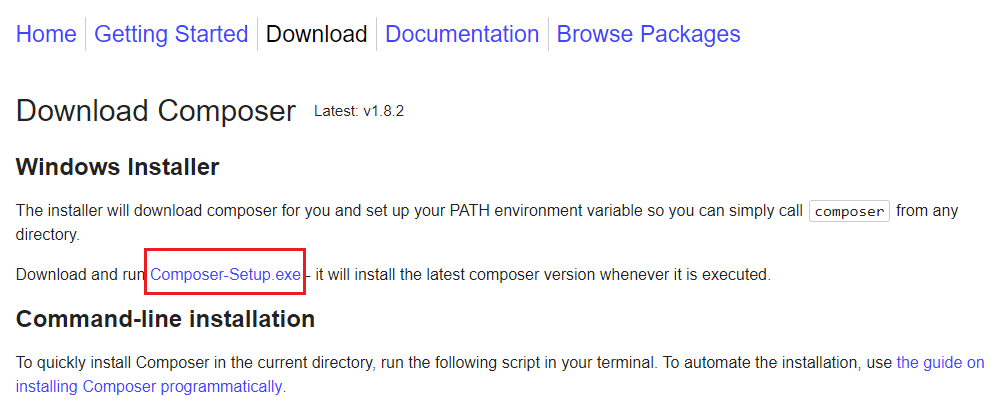 Home Getting Started Download Documentation Browse Packages
Download Composer Latest: v1.8.2
Windows Installer
The installer will download composer for you and set up your PATH environment variable so you can simply call composer from any
directory.
Download and run Composer-Setup.exe - it will install the latest composer version whenever it is executed.
Command-line installation
To quickly install Composer in the current directory, run the following script in your terminal. To automate the installation, use the guide on
installing Composer programmatically.